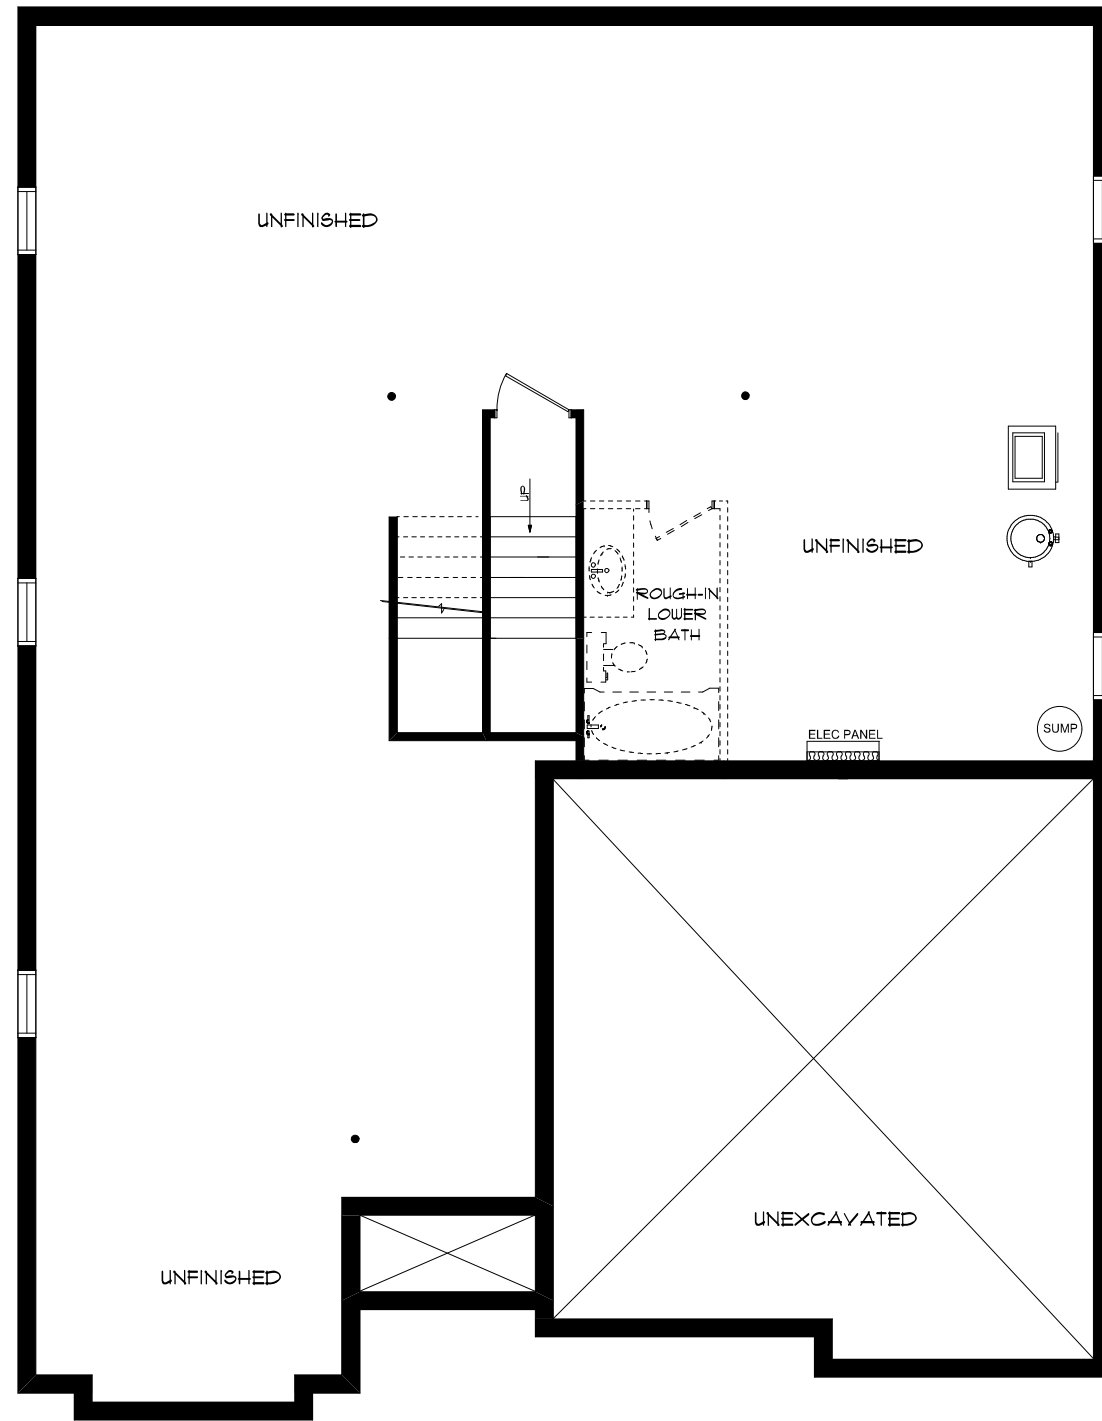 UNFINISHED
UP
UNFINISHED
ROUGH-IN
LOWER
BATH
ELEC PANEL
SUMP
UNEXCAVATED
UNFINISHED